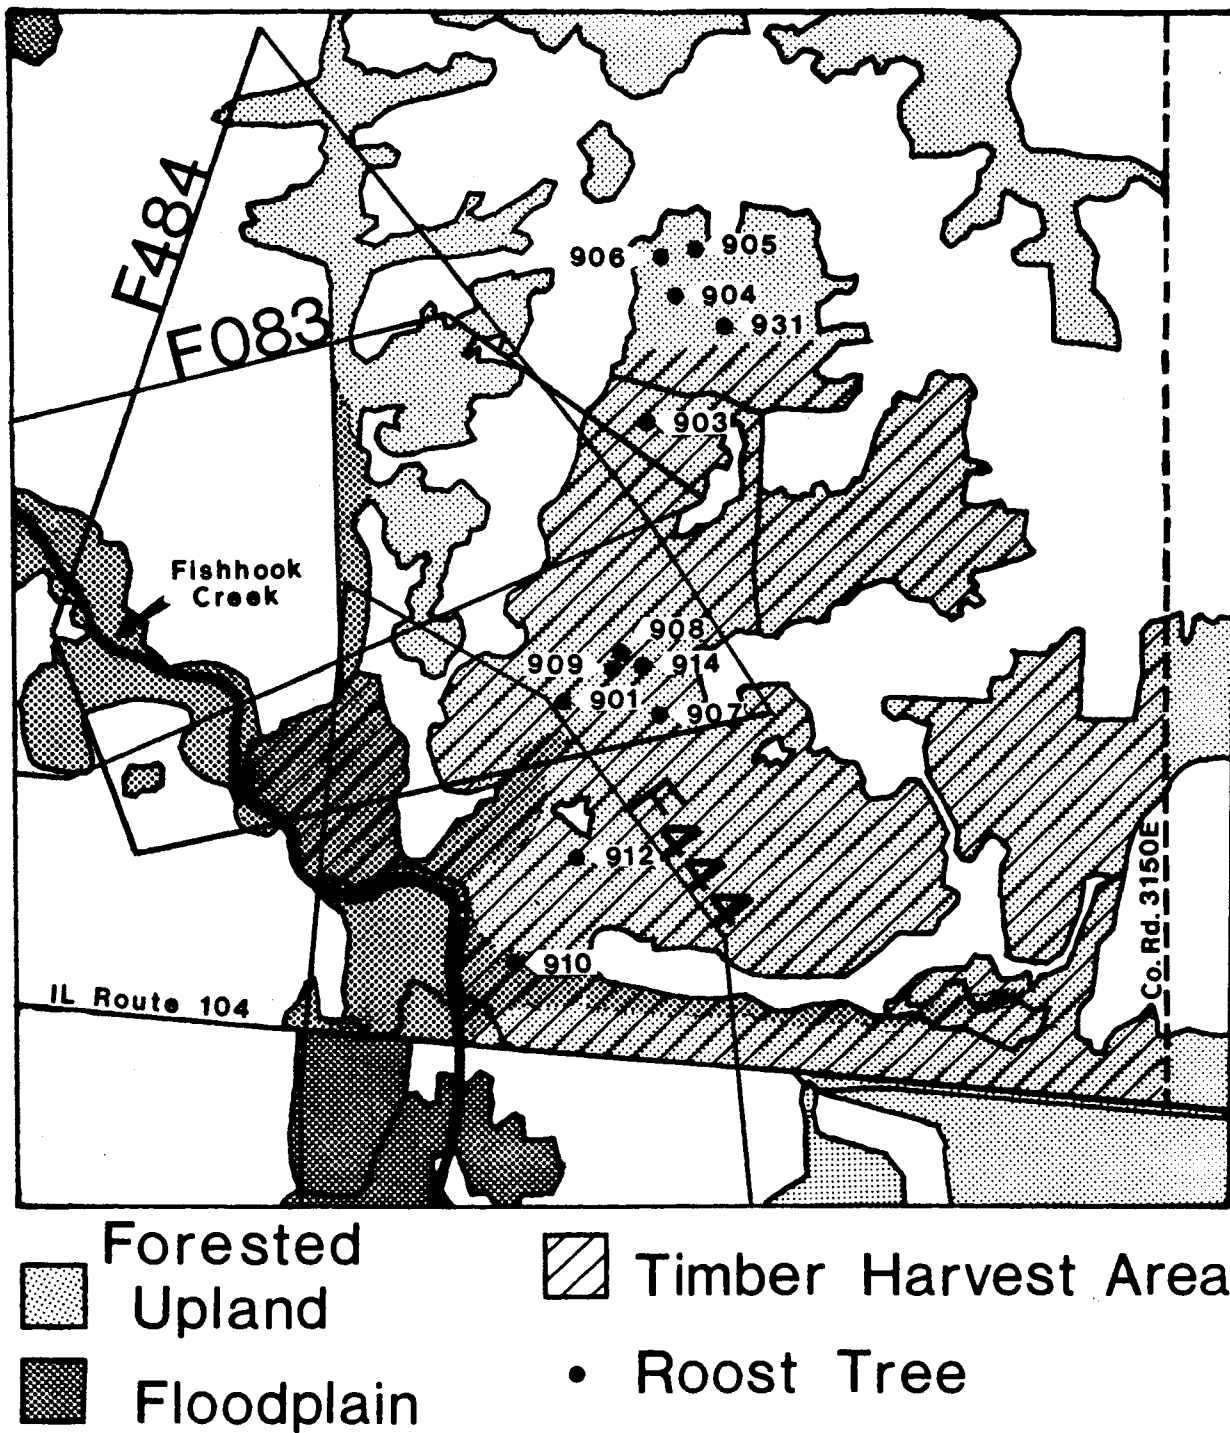 F484
F083
906
905
904
931
903
Fishhook
Creek
908
909
914
901
907
F444
912
910
IL Route 104
Co. Rd. 3150E
Forested
Upland
Floodplain
Timber Harvest Area
Roost Tree